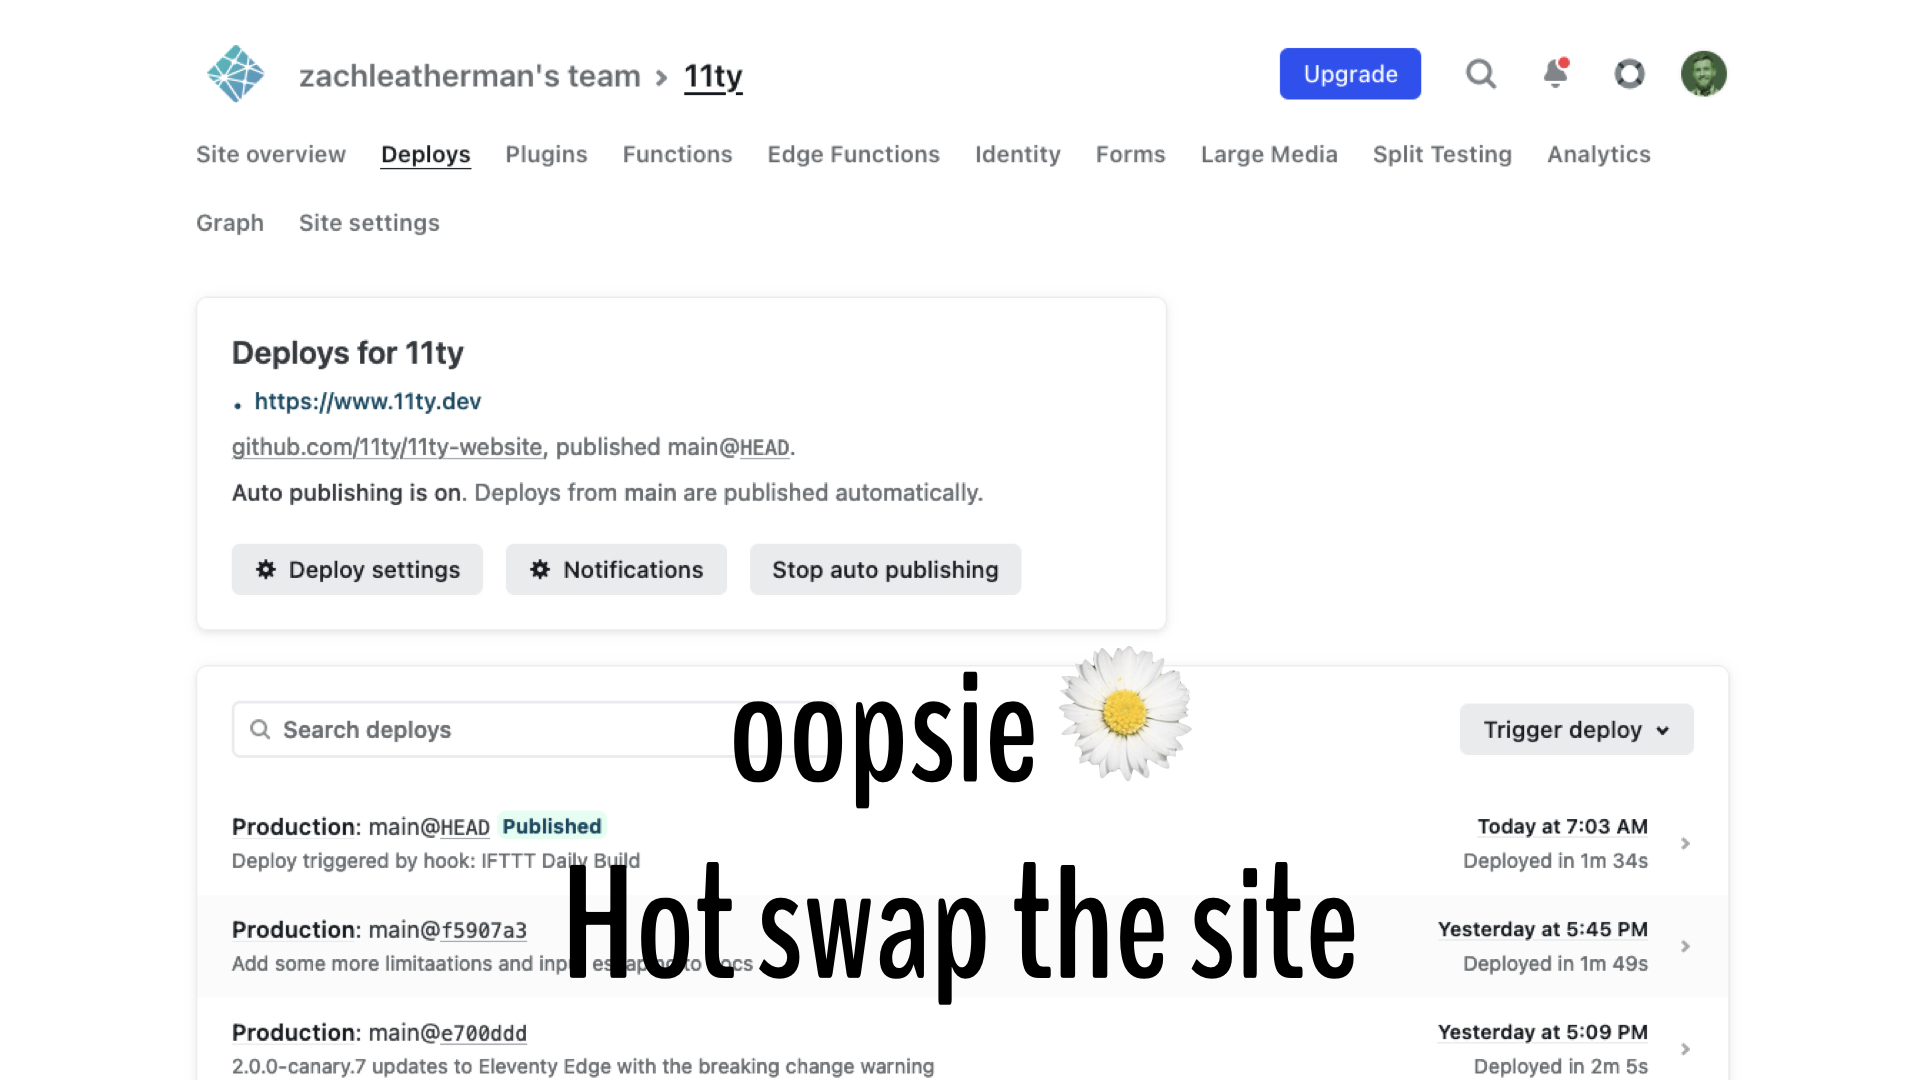 zachleatherman's team > 11ty
Upgrade
Site overview Deploys Plugins Functions Edge Functions Identity Forms Large Media Split Testing Analytics
Graph Site settings
Deploys for 11ty
• https://www.11ty.dev
github.com/11ty/11ty-website, published main@HEAD.
Auto publishing is on. Deploys from main are published automatically.
Deploy settings Notifications Stop auto publishing
oopsie
Search deploys
Trigger deploy
Production: main@HEAD Published
Today at 7:03 AM
Deploy triggered by hook: IFTTT Daily Build
Deployed in 1m 34s
Hot swap the site
Production: main@f5907a3
Yesterday at 5:45 PM
Add some more limitaations and to
Deployed in 1m 49s
Production: main@e700ddd
Yesterday at 5:09 PM
2.0.0-canary.7 updates to Eleventy Edge with the breaking change warning
Deployed in 2m 5s